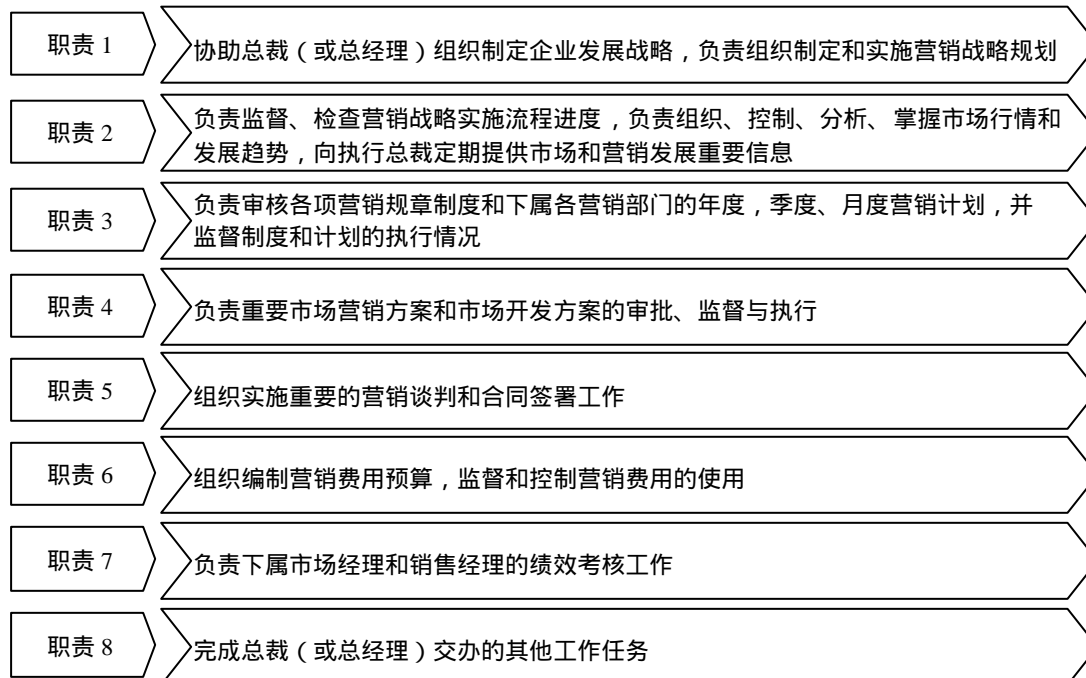 职责 1
协助总裁（或总经理）组织制定企业发展战略，负责组织制定和实施营销战略规划
职责 2
负责监督、检查营销战略实施流程进度，负责组织、控制、分析、掌握市场行情和
发展趋势，向执行总裁定期提供市场和营销发展重要信息
职责 3
负责审核各项营销规章制度和下属各营销部门的年度，季度、月度营销计划，并
监督制度和计划的执行情况
职责 4
负责重要市场营销方案和市场开发方案的审批、监督与执行
职责 5
组织实施重要的营销谈判和合同签署工作
职责 6
组织编制营销费用预算，监督和控制营销费用的使用
职责 7
负责下属市场经理和销售经理的绩效考核工作
职责 8
完成总裁（或总经理）交办的其他工作任务